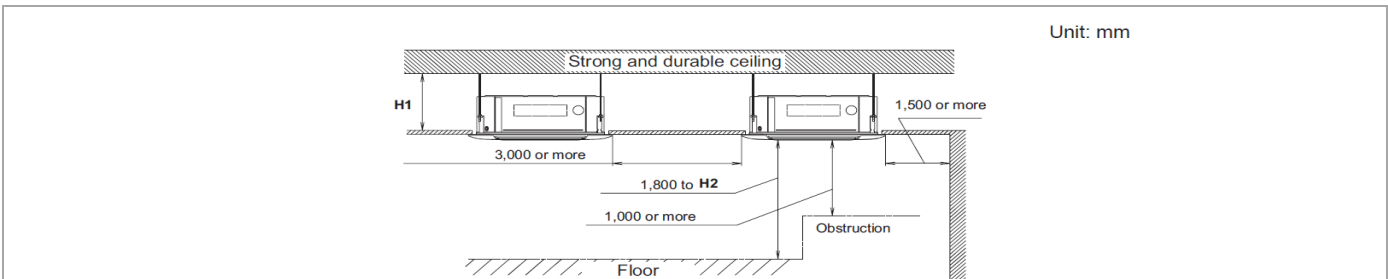 Unit: mm
Strong and durable ceiling
H1
1,500 or more
3,000 or more
1,800 to H2
1,000 or more
Obstruction
Floor